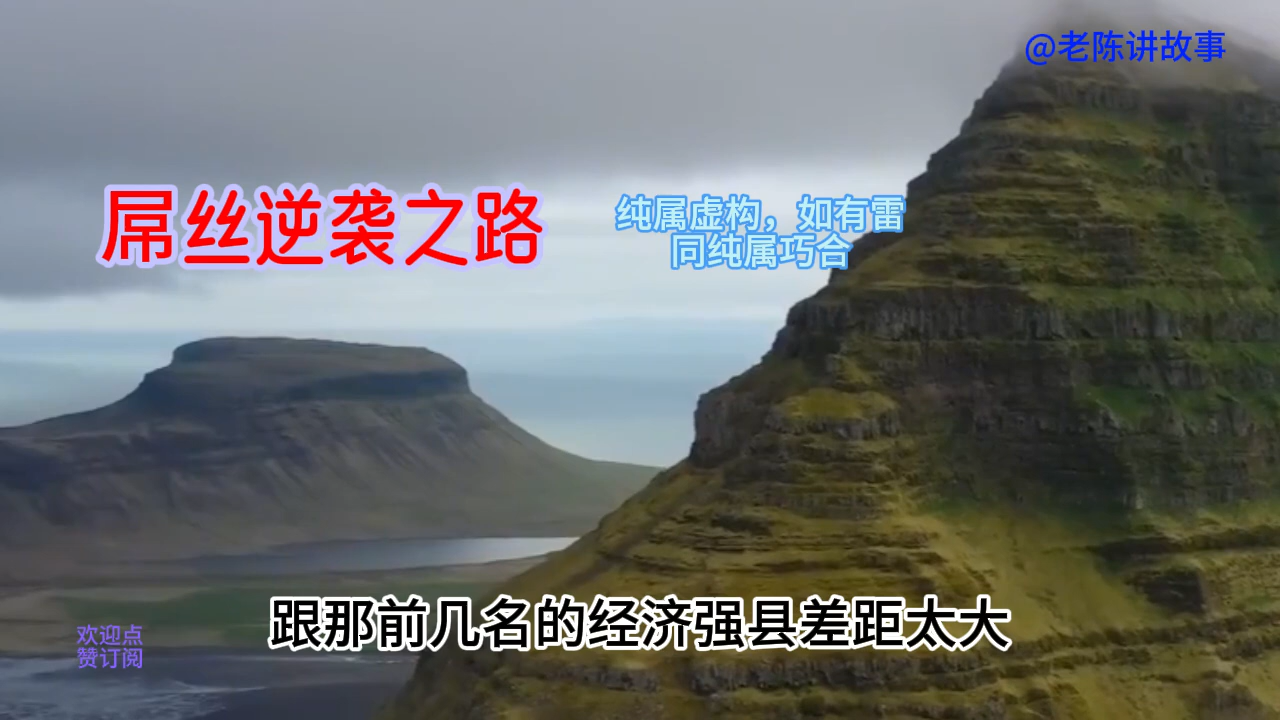 @老陈讲故事
屌丝逆袭之路
纯属虚构，如有雷
同纯属巧合
跟那前几名的经济强县差距太大
欢迎点
赞订阅